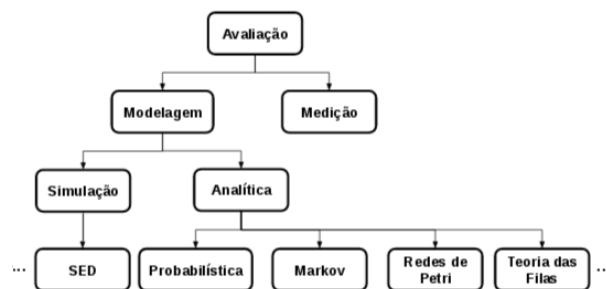 Avaliação
Modelagem
Medição
Simulação
Analítica
... SED
Probabilística
Markov
Redes de
Petri
Teoria das
Filas ...